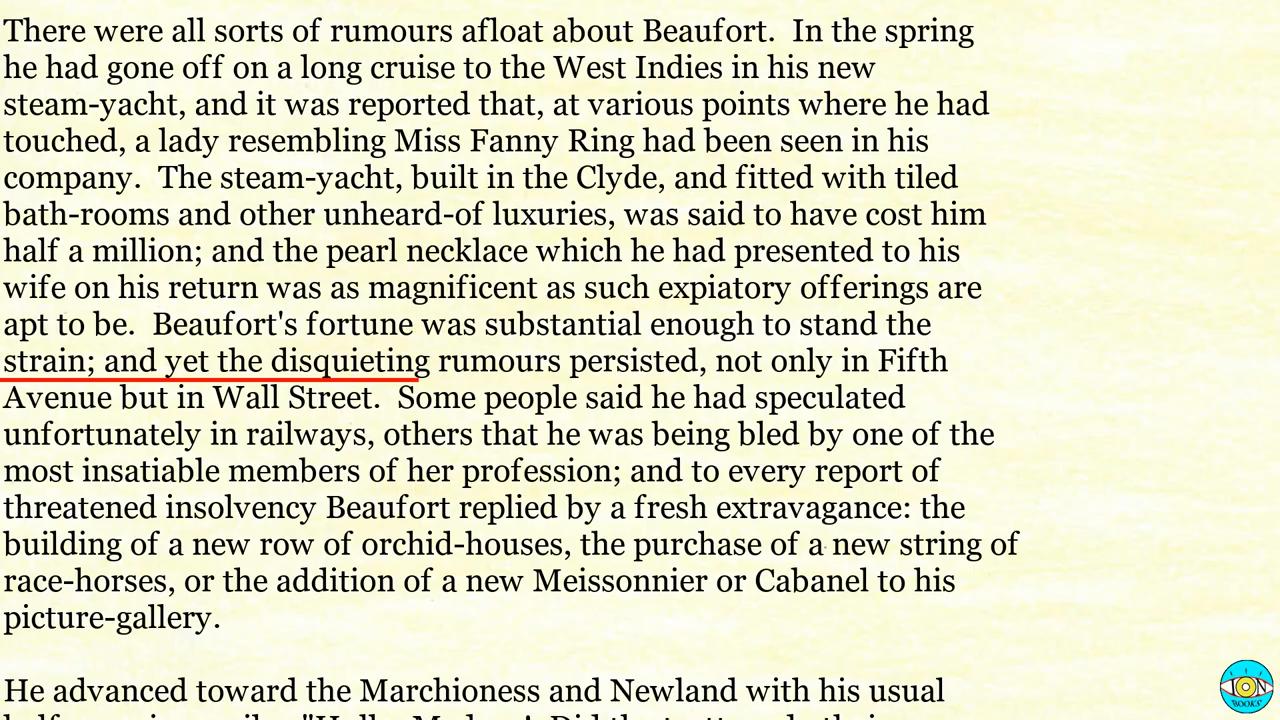 There were all sorts of rumours afloat about Beaufort.  In the spring
he had gone off on a long cruise to the West Indies in his new
steam-yacht, and it was reported that, at various points where he had
touched, a lady resembling Miss Fanny Ring had been seen in his
company.  The steam-yacht, built in the Clyde, and fitted with tiled
bath-rooms and other unheard-of luxuries, was said to have cost him
half a million; and the pearl necklace which he had presented to his
wife on his return was as magnificent as such expiatory offerings are
apt to be.  Beaufort's fortune was substantial enough to stand the
strain; and yet the disquieting rumours persisted, not only in Fifth
Avenue but in Wall Street.  Some people said he had speculated
unfortunately in railways, others that he was being bled by one of the
most insatiable members of her profession; and to every report of
threatened insolvency Beaufort replied by a fresh extravagance: the
building of a new row of orchid-houses, the purchase of a new string of
race-horses, or the addition of a new Meissonnier or Cabanel to his
picture-gallery.
He advanced toward the Marchioness and Newland with his usual
ION
BOOKS